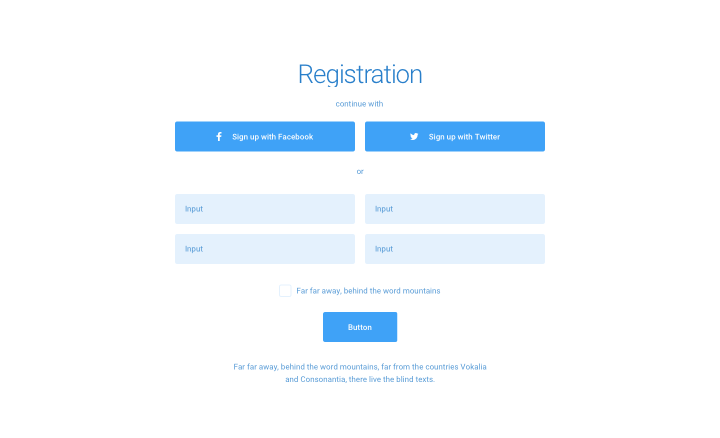 Registration
continue with
Sign up with Facebook
Sign up with Twitter
or
Input
Input
Input
Input
Far far away, behind the word mountains
Button
Far far away, behind the word mountains, far from the countries Vokalia
and Consonantia, there live the blind texts.